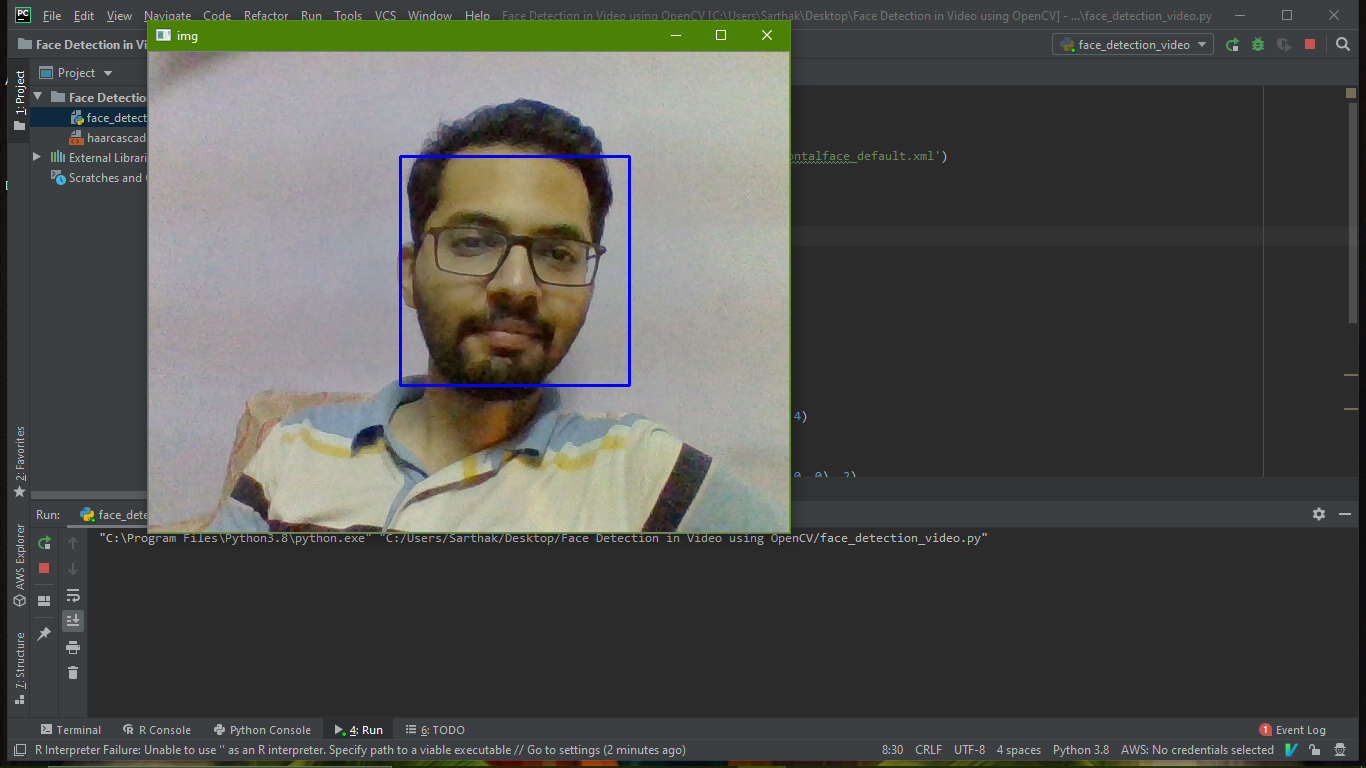 PC File Edit View Navigate Code Refactor Run Tools VCS Window Help Face Detection in Video using OpenCV [C:\Users\Sarthak\Desktop\Face Detection in Video using OpenCV] - ...\face_detection_video.py
img
Face Detection in Vi
face_detection_video
1: Project
Project
Face Detectio
face_detect
ontalface_default.xml')
haarcascad
External Librari
Scratches and
4)
2: Favorites
0, 0), 2)
Run: face_dete
"C:\Program Files\Python3.8\python.exe" "C:/Users/Sarthak/Desktop/Face Detection in Video using OpenCV/face_detection_video.py"
AWS Explorer
7: Structure
Terminal R Console Python Console 4: Run 6: TODO 1 Event Log
R Interpreter Failure: Unable to use '' as an R interpreter. Specify path to a viable executable // Go to settings (2 minutes ago) 8:30 CRLF UTF-8 4 spaces Python 3.8 AWS: No credentials selected